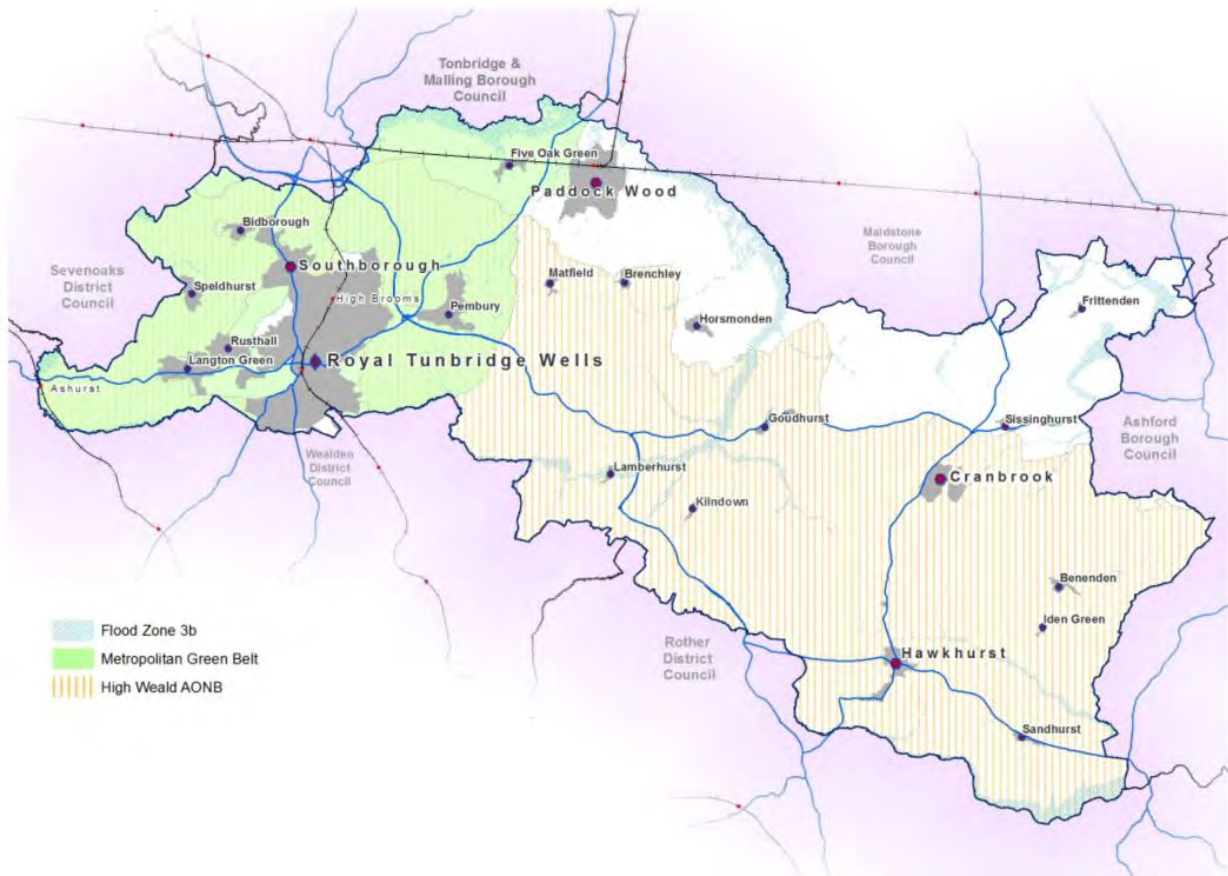 Tonbridge &
Malling Borough
Council
Five Oak Green
Paddock Wood
Bidborough
Maidstone
Borough
Council
Sevenoaks
District
Council
Southborough
Speldhurst
High Brooms
Pembury
Matfield
Brenchley
Frittenden
Horsmonden
Rusthall
Langton Green
Royal Tunbridge Wells
Ashurst
Goudhurst
Sissinghurst
Ashford
Borough
Council
Wealden
District
Council
Lamberhurst
Cranbrook
Kilndown
Benenden
Iden Green
Rother
District
Council
Hawkhurst
Sandhurst
Flood Zone 3b
Metropolitan Green Belt
High Weald AONB